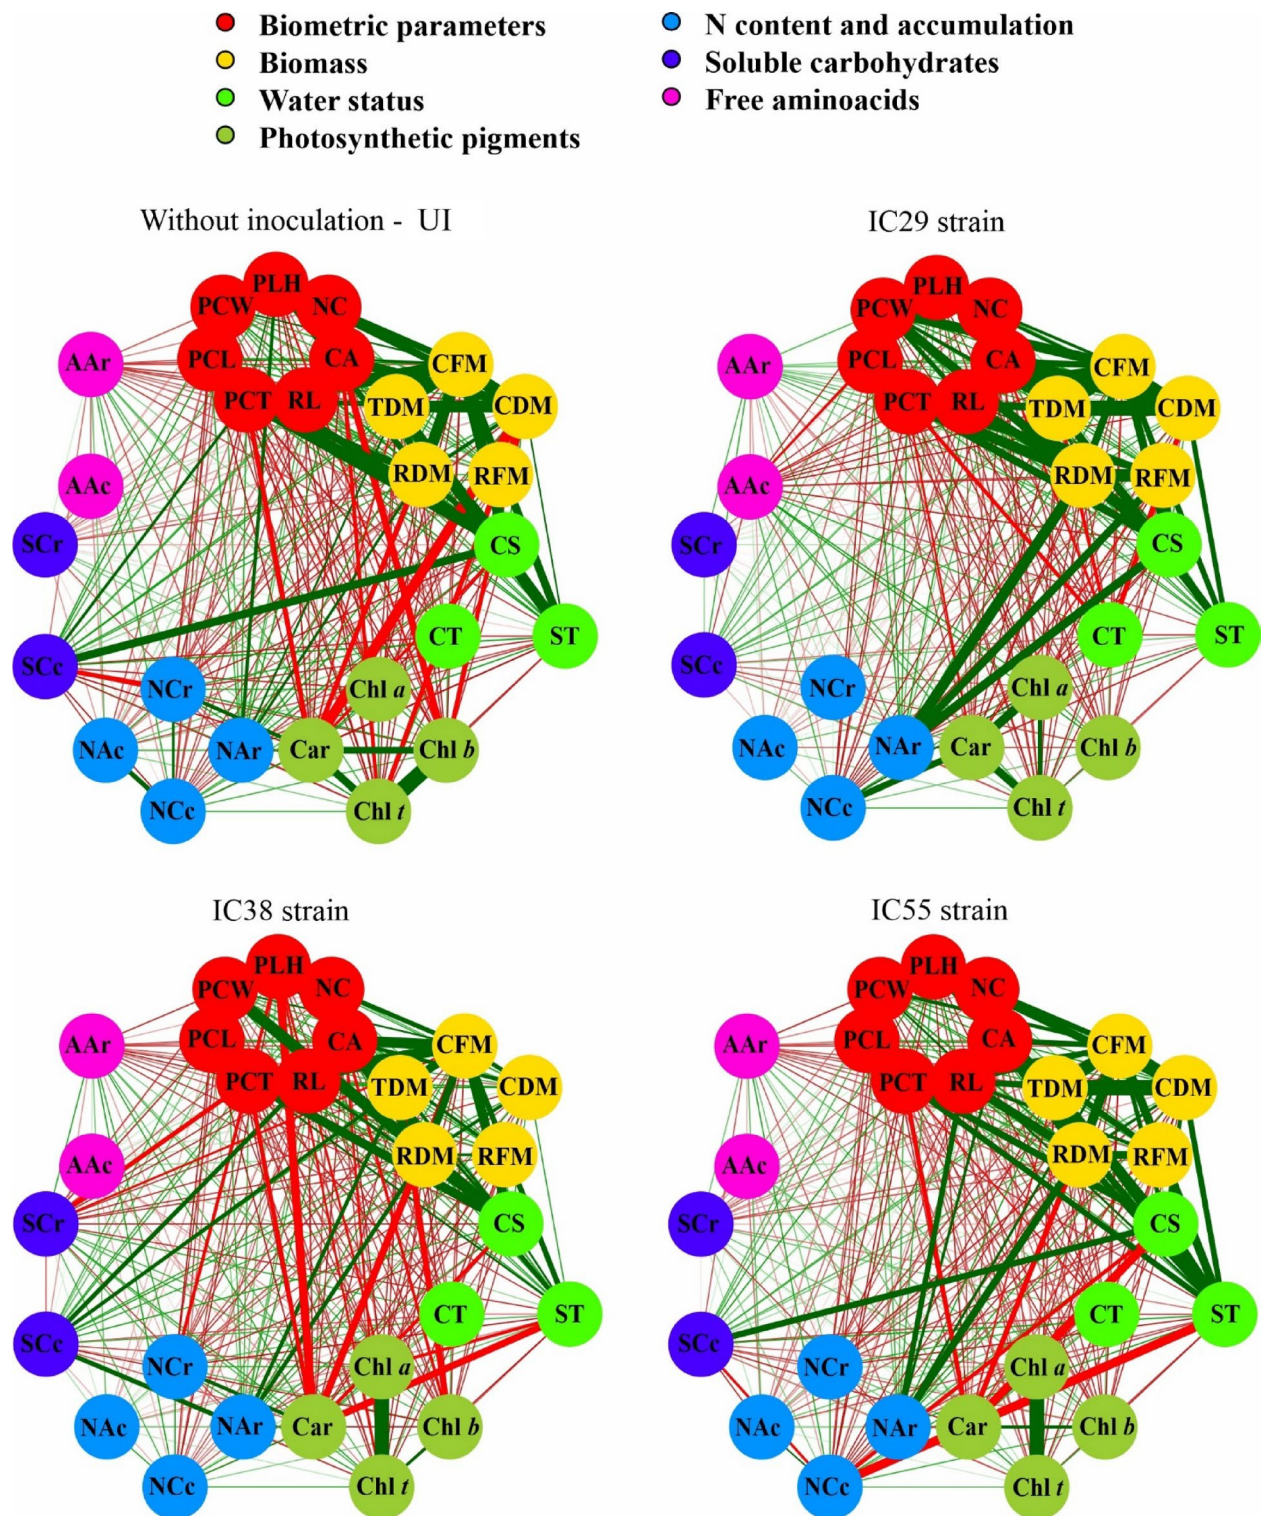 Biometric parameters
Biomass
Water status
Photosynthetic pigments
N content and accumulation
Soluble carbohydrates
Free aminoacids
Without inoculation - UI
PLH
PCW
NC
AAr
PCL
CA
CFM
PCT
RL
TDM
CDM
AAc
RDM
RFM
SCr
CS
CT
ST
SCc
NCr
Chl a
NAc
NAr
Car
Chl b
NCc
Chl t
IC29 strain
PLH
PCW
NC
AAr
PCL
CA
CFM
PCT
RL
TDM
CDM
AAc
RDM
RFM
SCr
CS
CT
ST
SCc
NCr
Chl a
NAc
NAr
Car
Chl b
NCc
Chl t
IC38 strain
PLH
PCW
NC
AAr
PCL
CA
CFM
PCT
RL
TDM
CDM
AAc
RDM
RFM
SCr
CS
CT
ST
SCc
NCr
Chl a
NAc
NAr
Car
Chl b
NCc
Chl t
IC55 strain
PLH
PCW
NC
AAr
PCL
CA
CFM
PCT
RL
TDM
CDM
AAc
RDM
RFM
SCr
CS
CT
ST
SCc
NCr
Chl a
NAc
NAr
Car
Chl b
NCc
Chl t